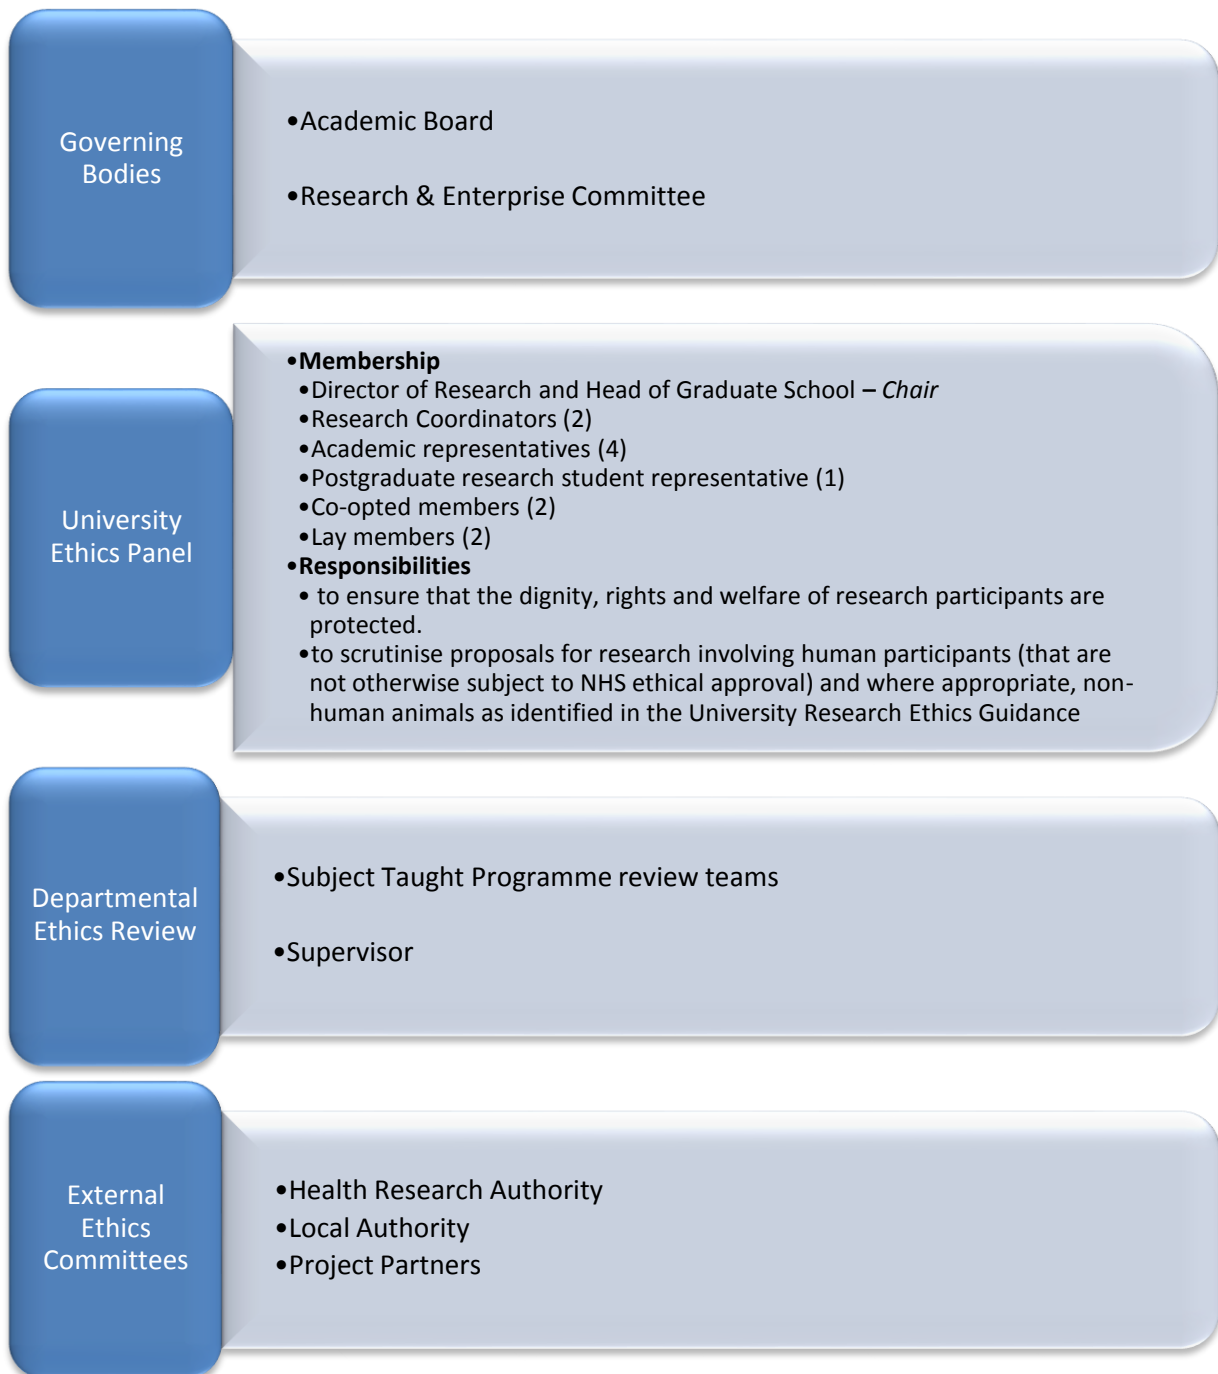 Governing
Bodies
•Academic Board
•Research & Enterprise Committee
University
Ethics Panel
•Membership
•Director of Research and Head of Graduate School – Chair
•Research Coordinators (2)
•Academic representatives (4)
•Postgraduate research student representative (1)
•Co-opted members (2)
•Lay members (2)
•Responsibilities
• to ensure that the dignity, rights and welfare of research participants are
protected.
•to scrutinise proposals for research involving human participants (that are
not otherwise subject to NHS ethical approval) and where appropriate, non-
human animals as identified in the University Research Ethics Guidance
Departmental
Ethics Review
•Subject Taught Programme review teams
•Supervisor
External
Ethics
Committees
•Health Research Authority
•Local Authority
•Project Partners